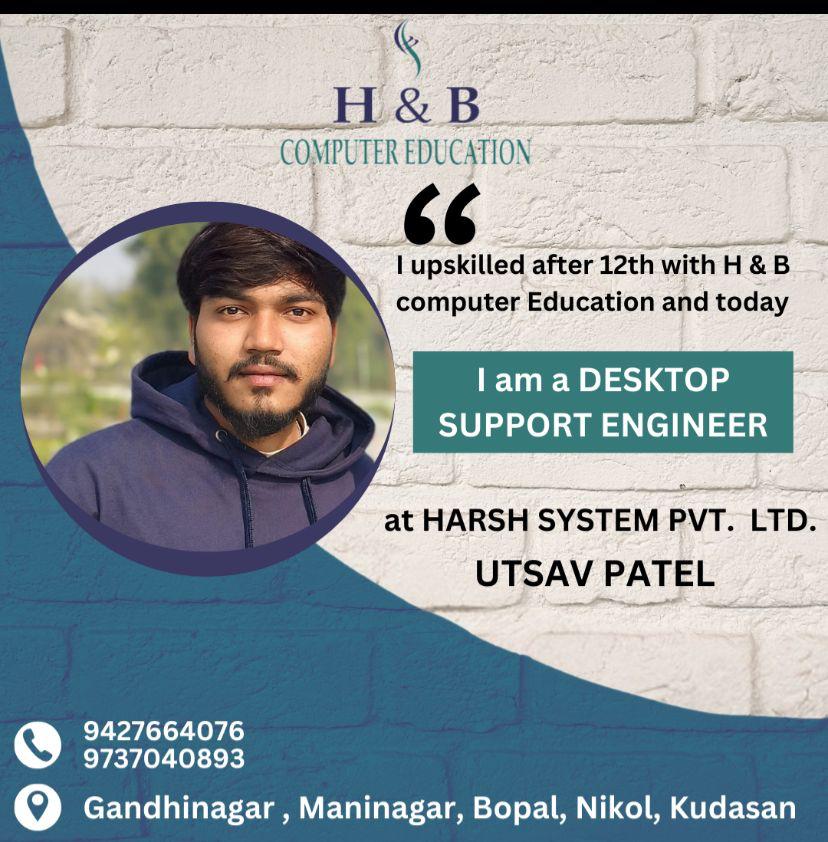 H & B
COMPUTER EDUCATION
“
I upskilled after 12th with H & B
computer Education and today
I am a DESKTOP
SUPPORT ENGINEER
at HARSH SYSTEM PVT. LTD.
UTSAV PATEL
9427664076
9737040893
Gandhinagar , Maninagar, Bopal, Nikol, Kudasan